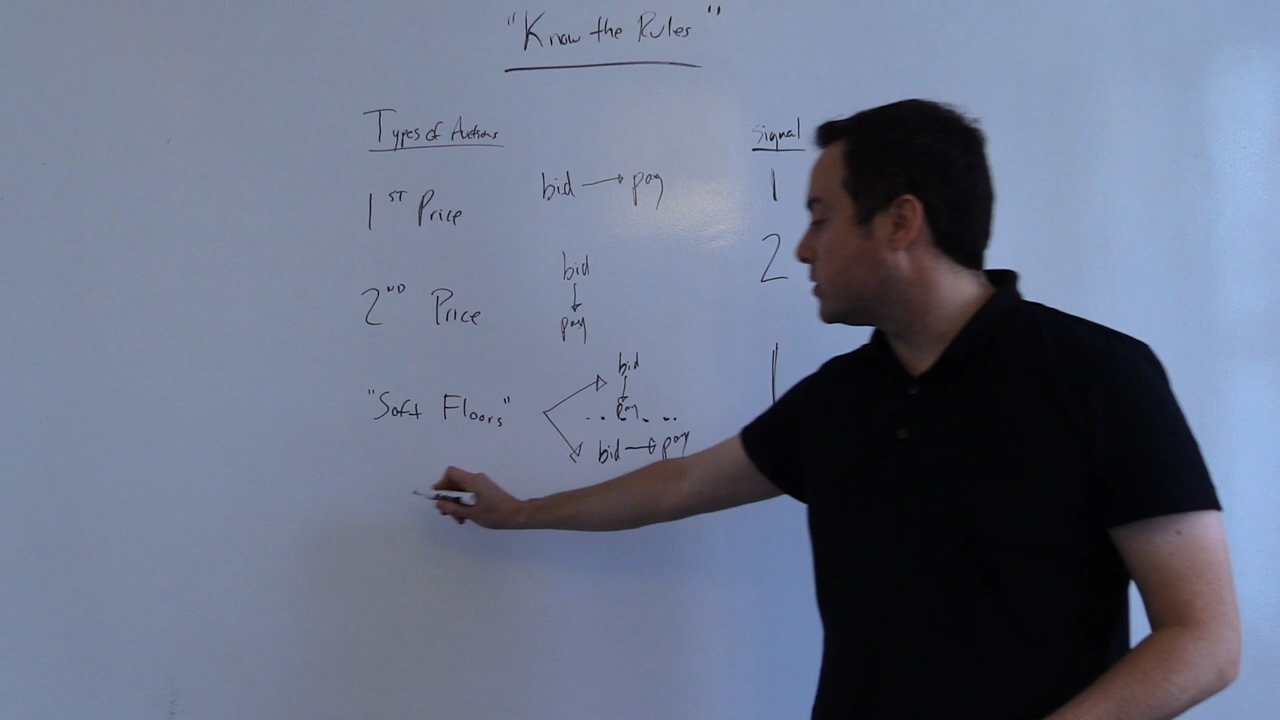 "Know the Rules"
Types of Auctions
Signal
1ST Price
bid → pay
1
2ND Price
bid
↓
pay
2
"Soft Floors"
bid
↓
pay
bid → pay
1